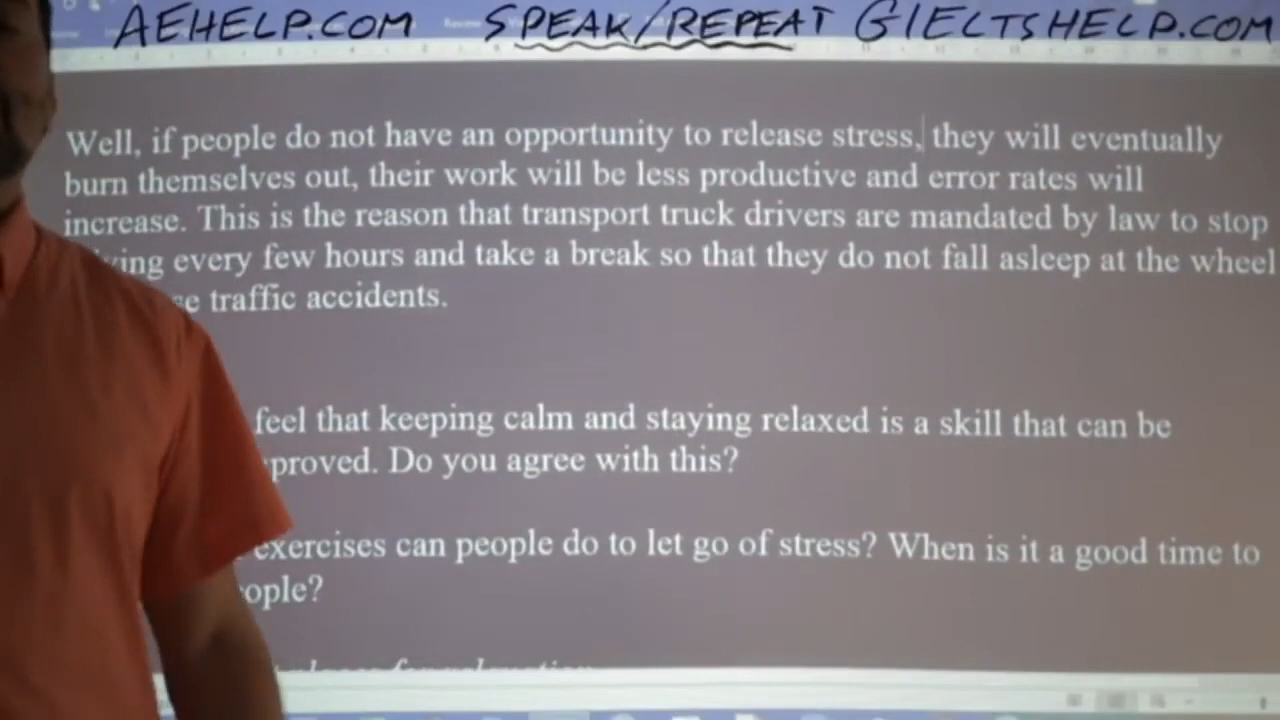 AEHELP.COM SPEAK/REPEAT GIELTSHELP.COM
Well, if people do not have an opportunity to release stress, they will eventually
burn themselves out, their work will be less productive and error rates will
increase. This is the reason that transport truck drivers are mandated by law to stop
every few hours and take a break so that they do not fall asleep at the wheel
traffic accidents.
feel that keeping calm and staying relaxed is a skill that can be
Do you agree with this?
exercises can people do to let go of stress? When is it a good time to